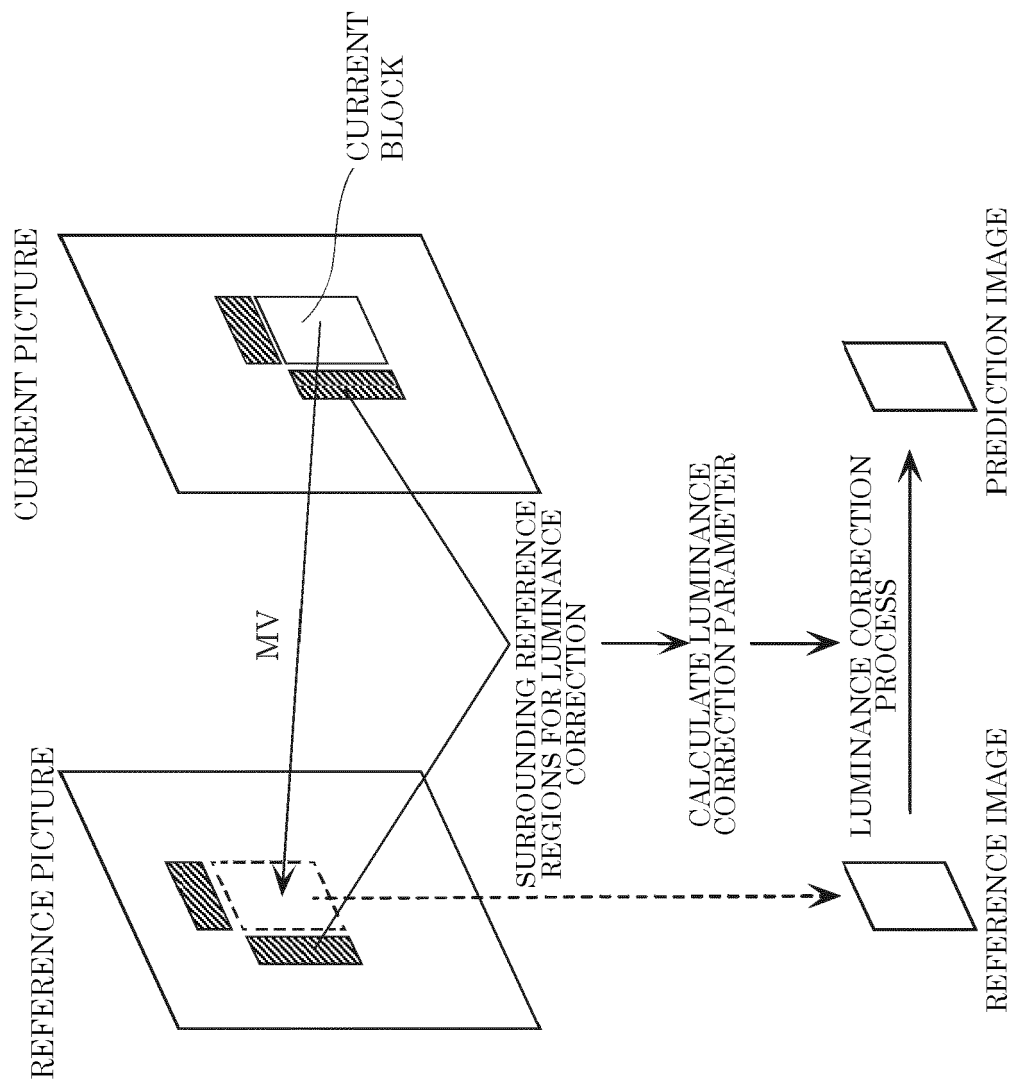 REFERENCE PICTURE
CURRENT PICTURE
MV
CURRENT
BLOCK
SURROUNDING REFERENCE
REGIONS FOR LUMINANCE
CORRECTION
CALCULATE LUMINANCE
CORRECTION PARAMETER
LUMINANCE CORRECTION
PROCESS
REFERENCE IMAGE
PREDICTION IMAGE